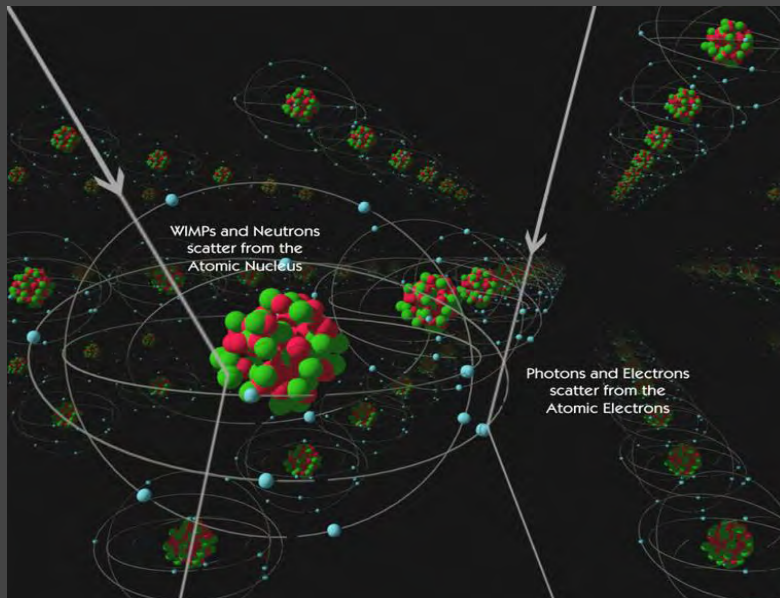 WIMPs and Neutrons
scatter from the
Atomic Nucleus
Photons and Electrons
scatter from the
Atomic Electrons